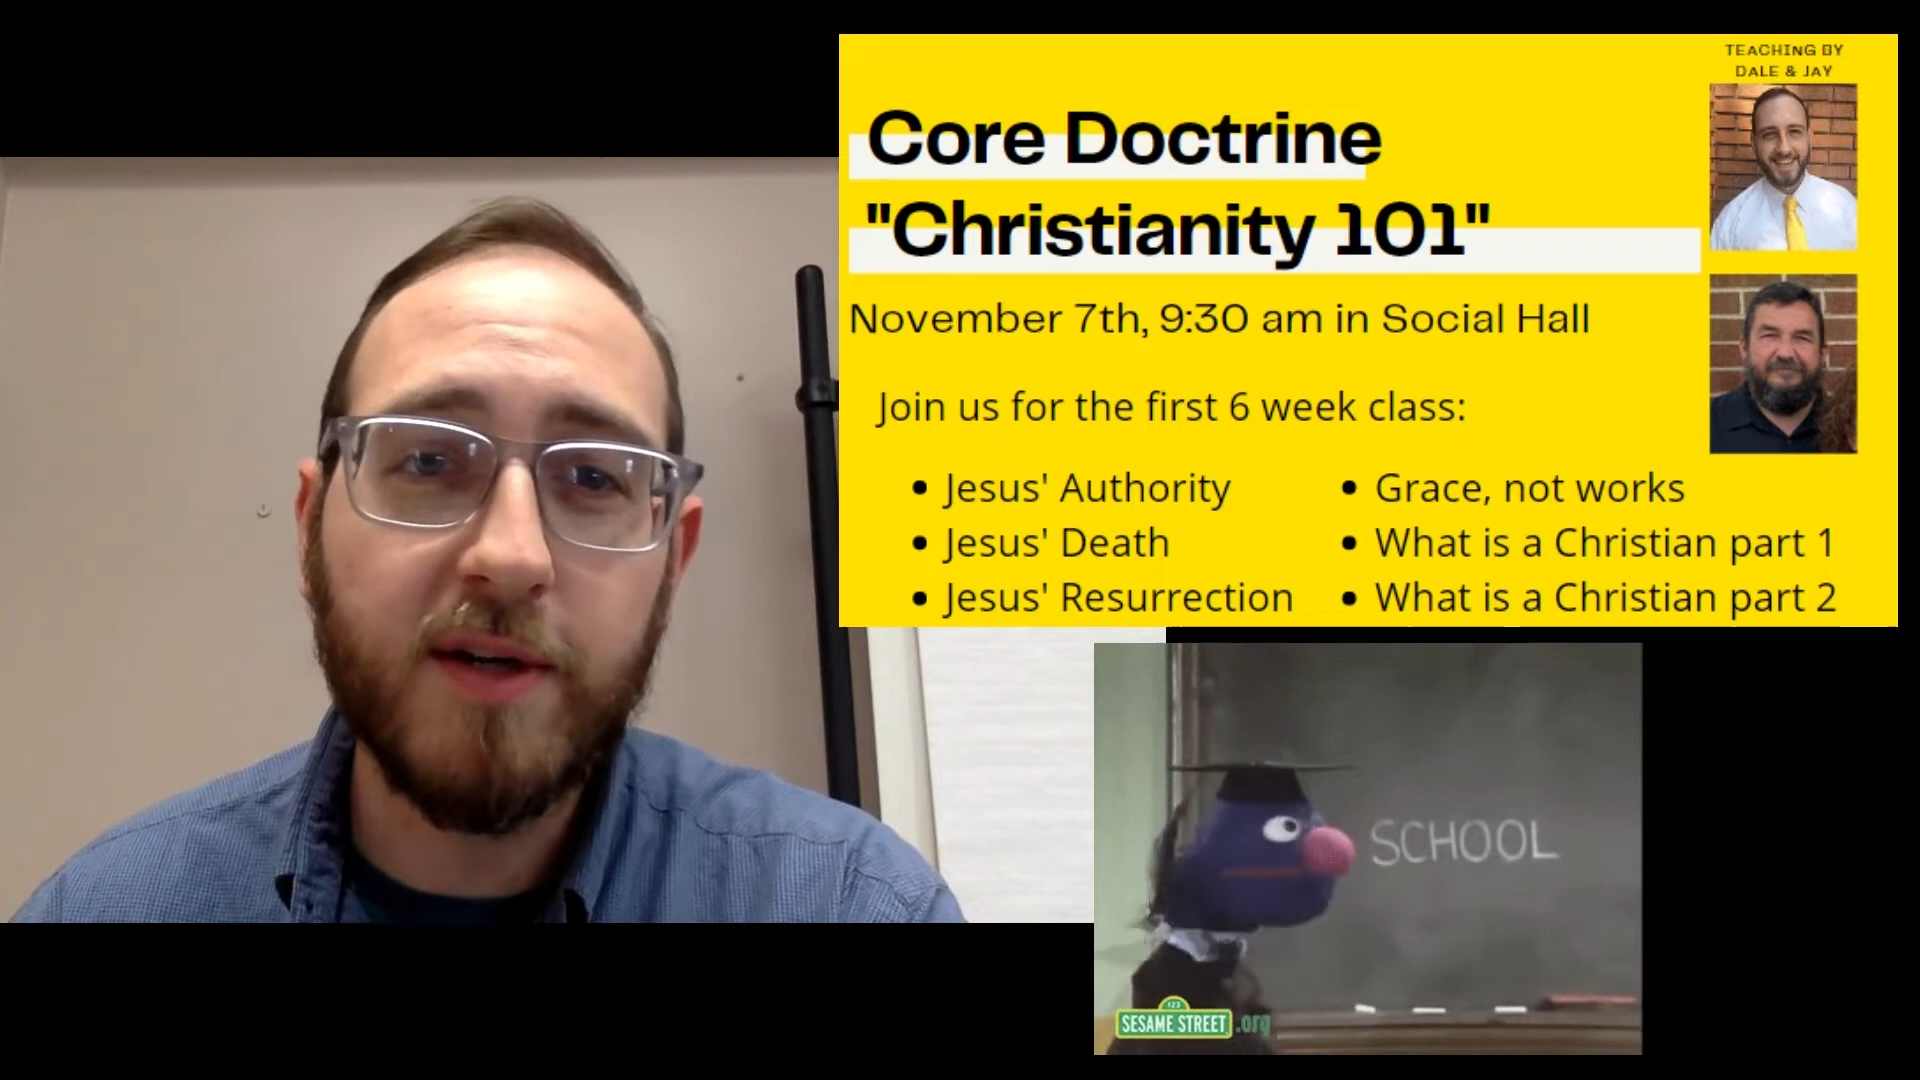 TEACHING BY
DALE & JAY
Core Doctrine
"Christianity 101"
November 7th, 9:30 am in Social Hall
Join us for the first 6 week class:
• Jesus' Authority
• Jesus' Death
• Jesus' Resurrection
• Grace, not works
• What is a Christian part 1
• What is a Christian part 2
SCHOOL
123
SESAME STREET.org